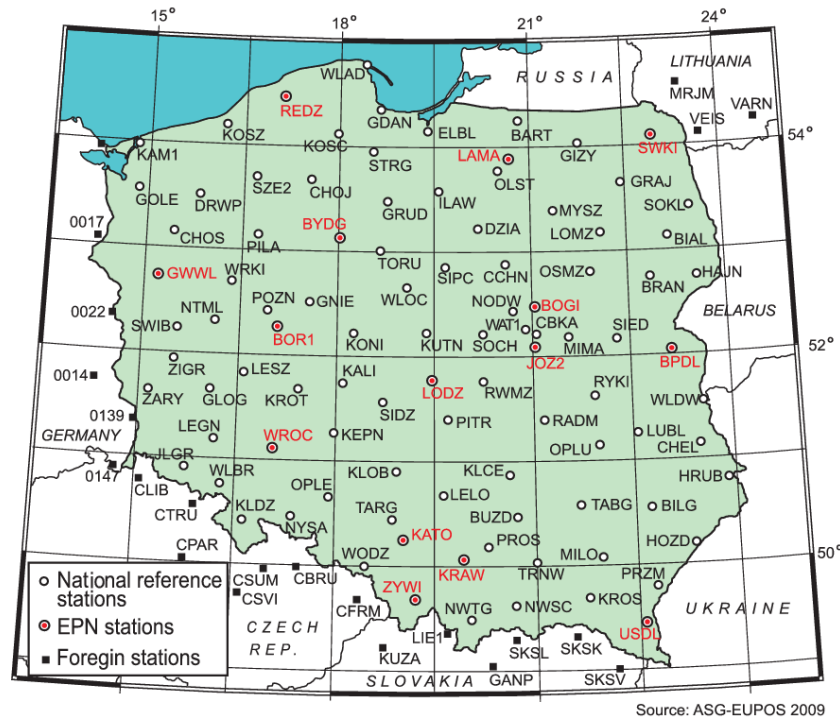 15° 18° 21° 24°
LITHUANIA
RUSSIA
WLAD
MRJM
VARN
REDZ
VEIS
GDAN
54°
KOSZ
KOSC
ELBL
BART
SWKI
KAM1
STRG
LAMA
GIZY
OLST
SZE2
CHOJ
GRAJ
GOLE
DRWP
ILAW
SOKL
GRUD
MYSZ
0017
CHOS
PILA
BYDG
DZIA
LOMZ
BIAL
TORU
GWWL
WRKI
SIPC
CCHN
OSMZ
HAJN
BRAN
WLOC
POZN
GNIE
NODW
BOGI
BELARUS
0022
NTML
SWIB
WAT1
CBKA
SIED
BOR1
KONI
KUTN
SOCH
MIMA
52°
JOZ2
BPDL
ZIGR
LESZ
KALI
0014
RYKI
ZARY
GLOG
KROT
LODZ
RWMZ
WLDW
SIDZ
0139
LEGN
PITR
RADM
GERMANY
WROC
KEPN
LUBL
OPLU
CHEL
JLGR
0147
WLBR
KLOB
KLCE
HRUB
CLIB
OPLE
LELO
CTRU
KLDZ
TARG
TABG
BILG
NYSA
BUZD
CPAR
KATO
PROS
HOZD
WODZ
MILO
50°
National reference
stations
CSUM
CBRU
KRAW
TRNW
PRZM
CSVI
ZYWI
KROS
EPN stations
CFRM
NWTG
NWSC
UKRAINE
CZECH
REP.
LIE1
USDL
Foregin stations
KUZA
SKSL
SKSK
SLOVAKIA
GANP
SKSV
Source: ASG-EUPOS 2009